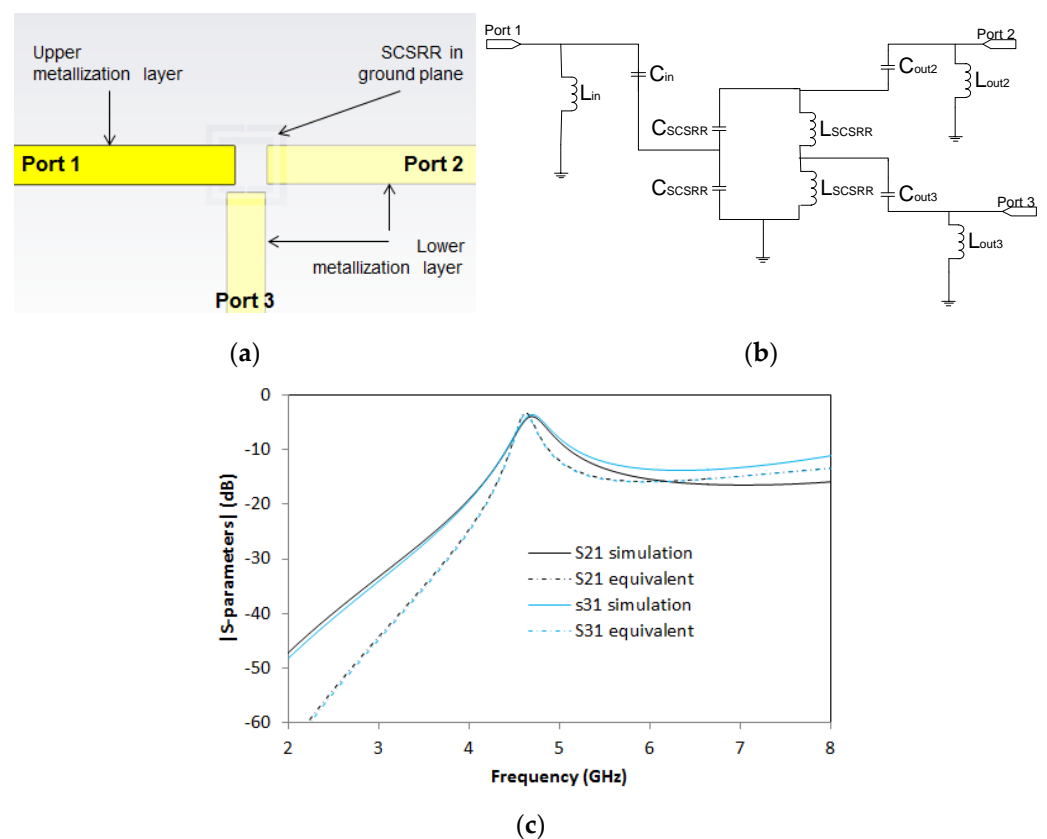 Upper
metallization layer
SCSRR in
ground plane
Port 1
Port 2
Lower
metallization layer
Port 3
(a)
Port 1
Port 2
Cin
Lin
Cout2
Lout2
CSCSRR
LSCSRR
CSCSRR
LSCSRR
Cout3
Port 3
Lout3
(b)
|S-parameters| (dB)
0
-10
-20
-30
-40
-50
-60
S21 simulation
S21 equivalent
s31 simulation
S31 equivalent
2 3 4 5 6 7 8
Frequency (GHz)
(c)